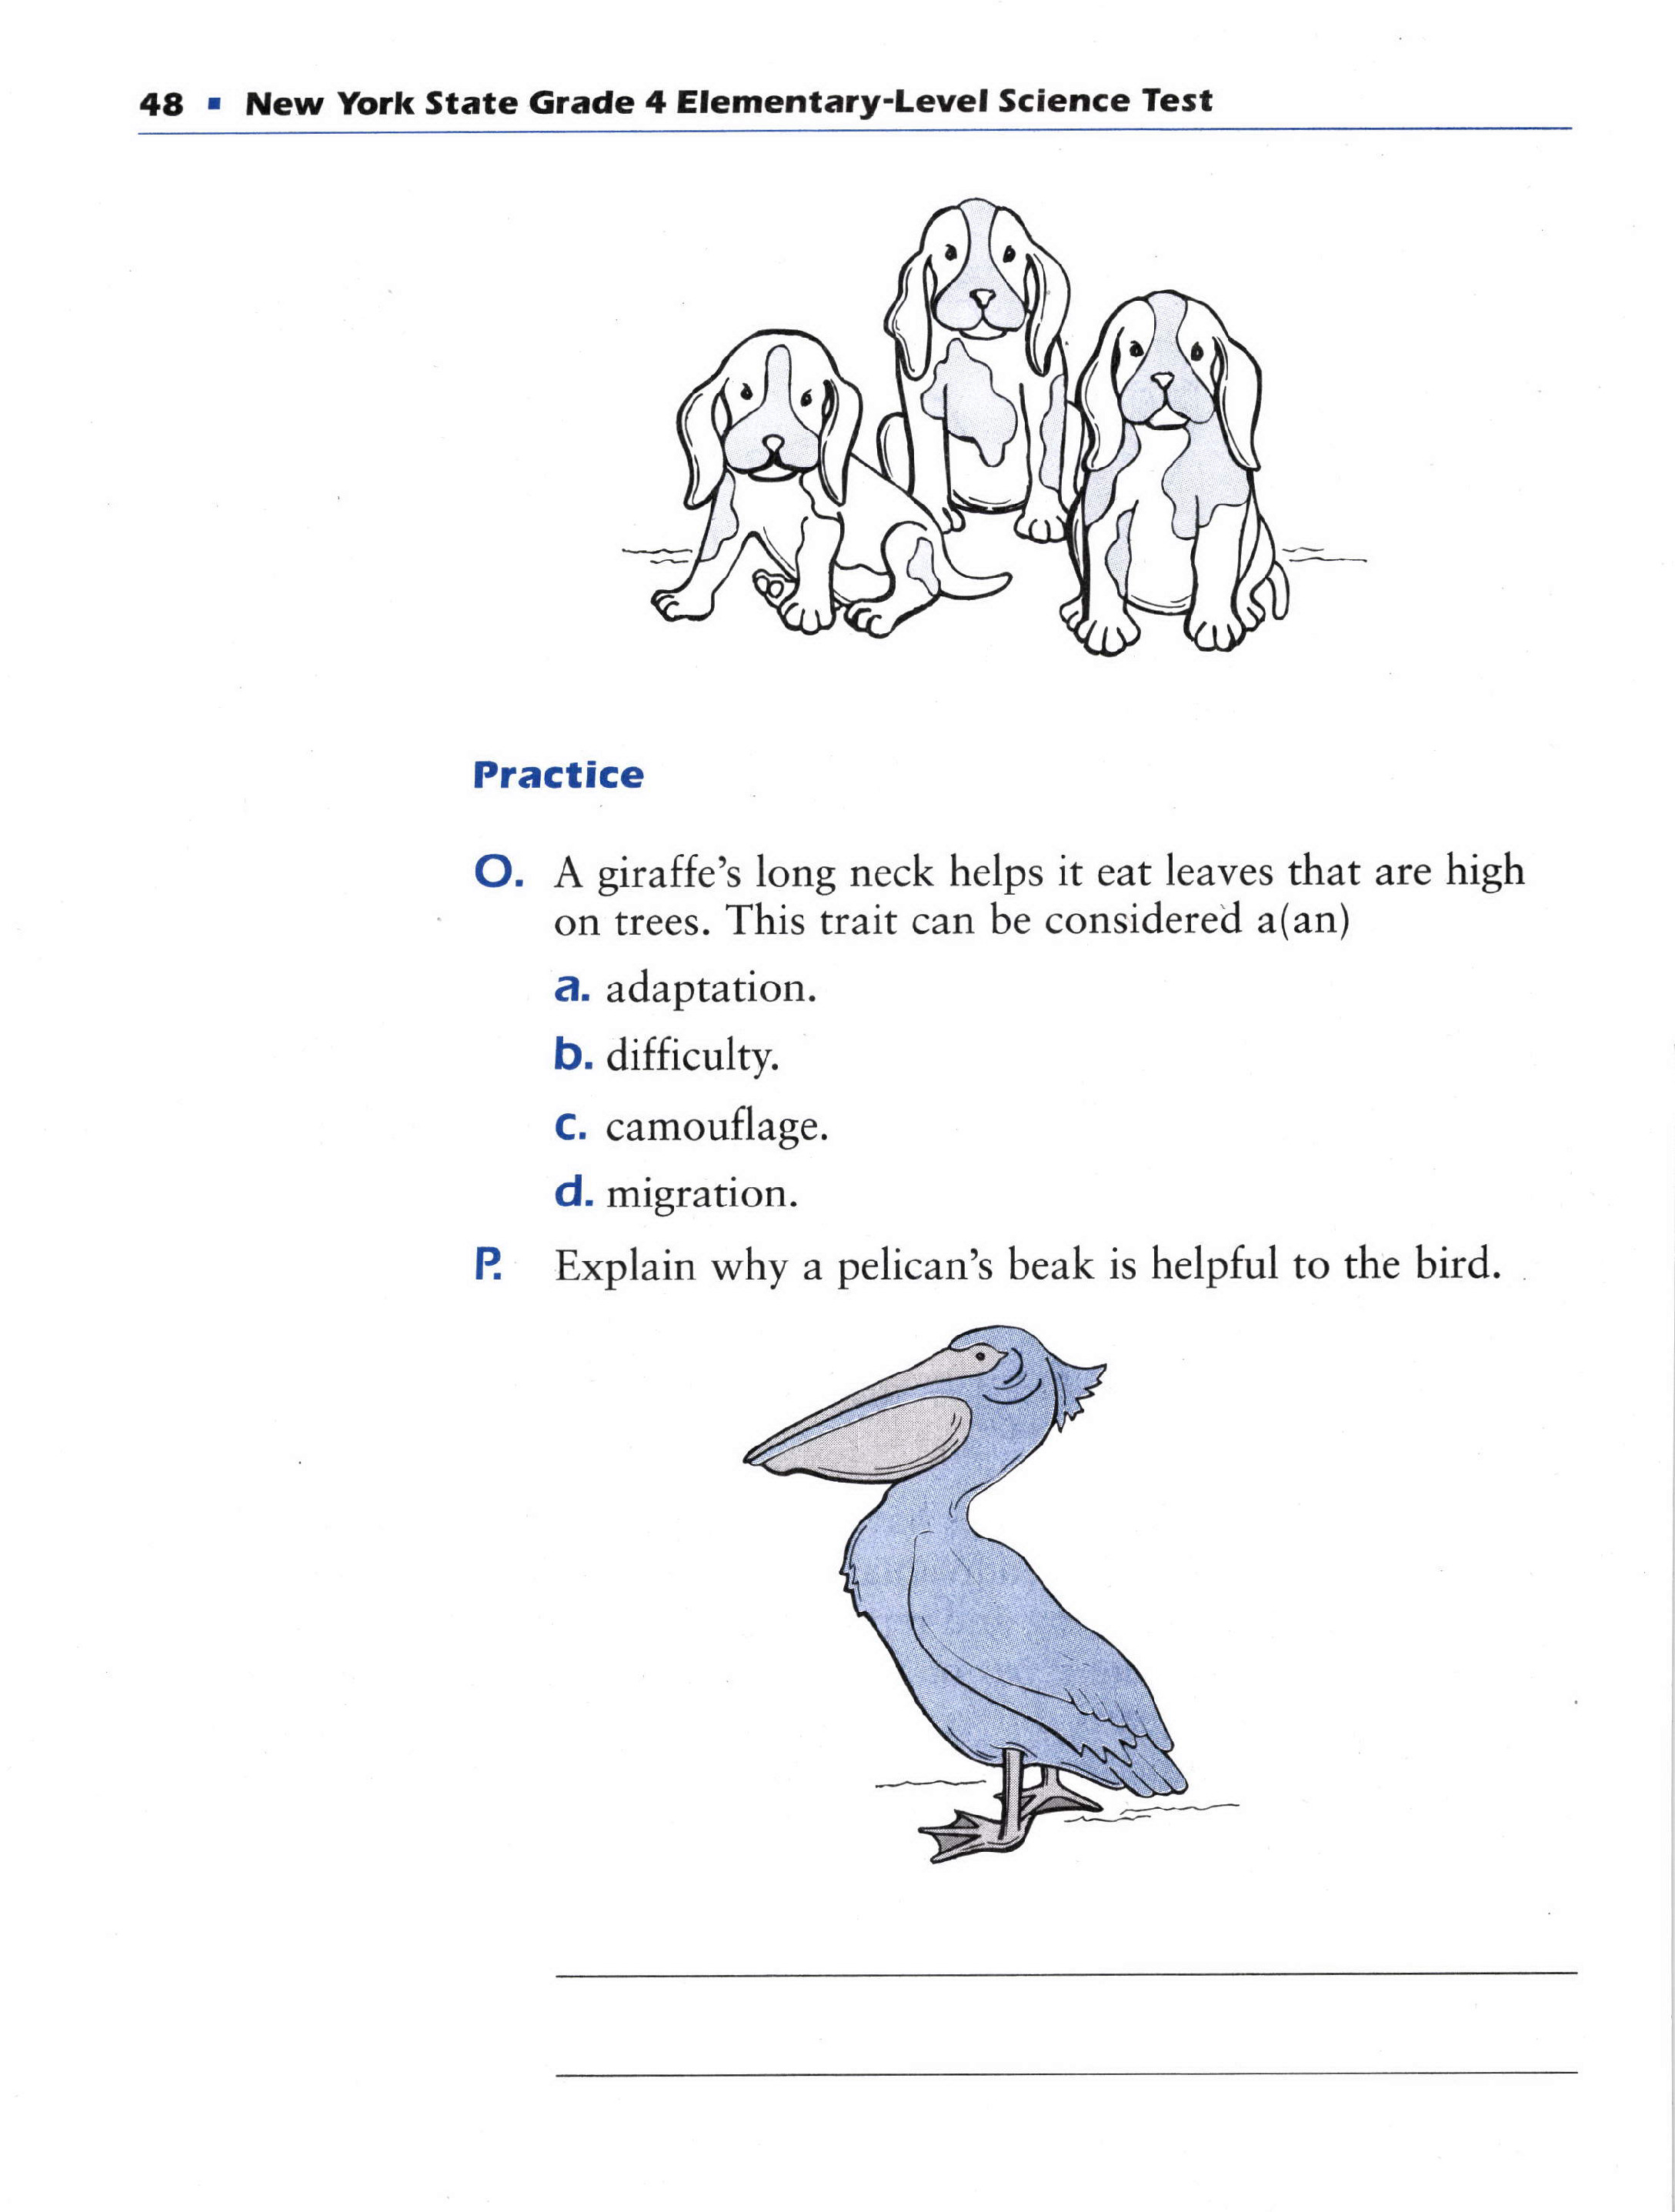 48 ▪ New York State Grade 4 Elementary-Level Science Test
Practice
O. A giraffe's long neck helps it eat leaves that are high
on trees. This trait can be considered a(an)
a. adaptation.
b. difficulty.
c. camouflage.
d. migration.
P. Explain why a pelican's beak is helpful to the bird.